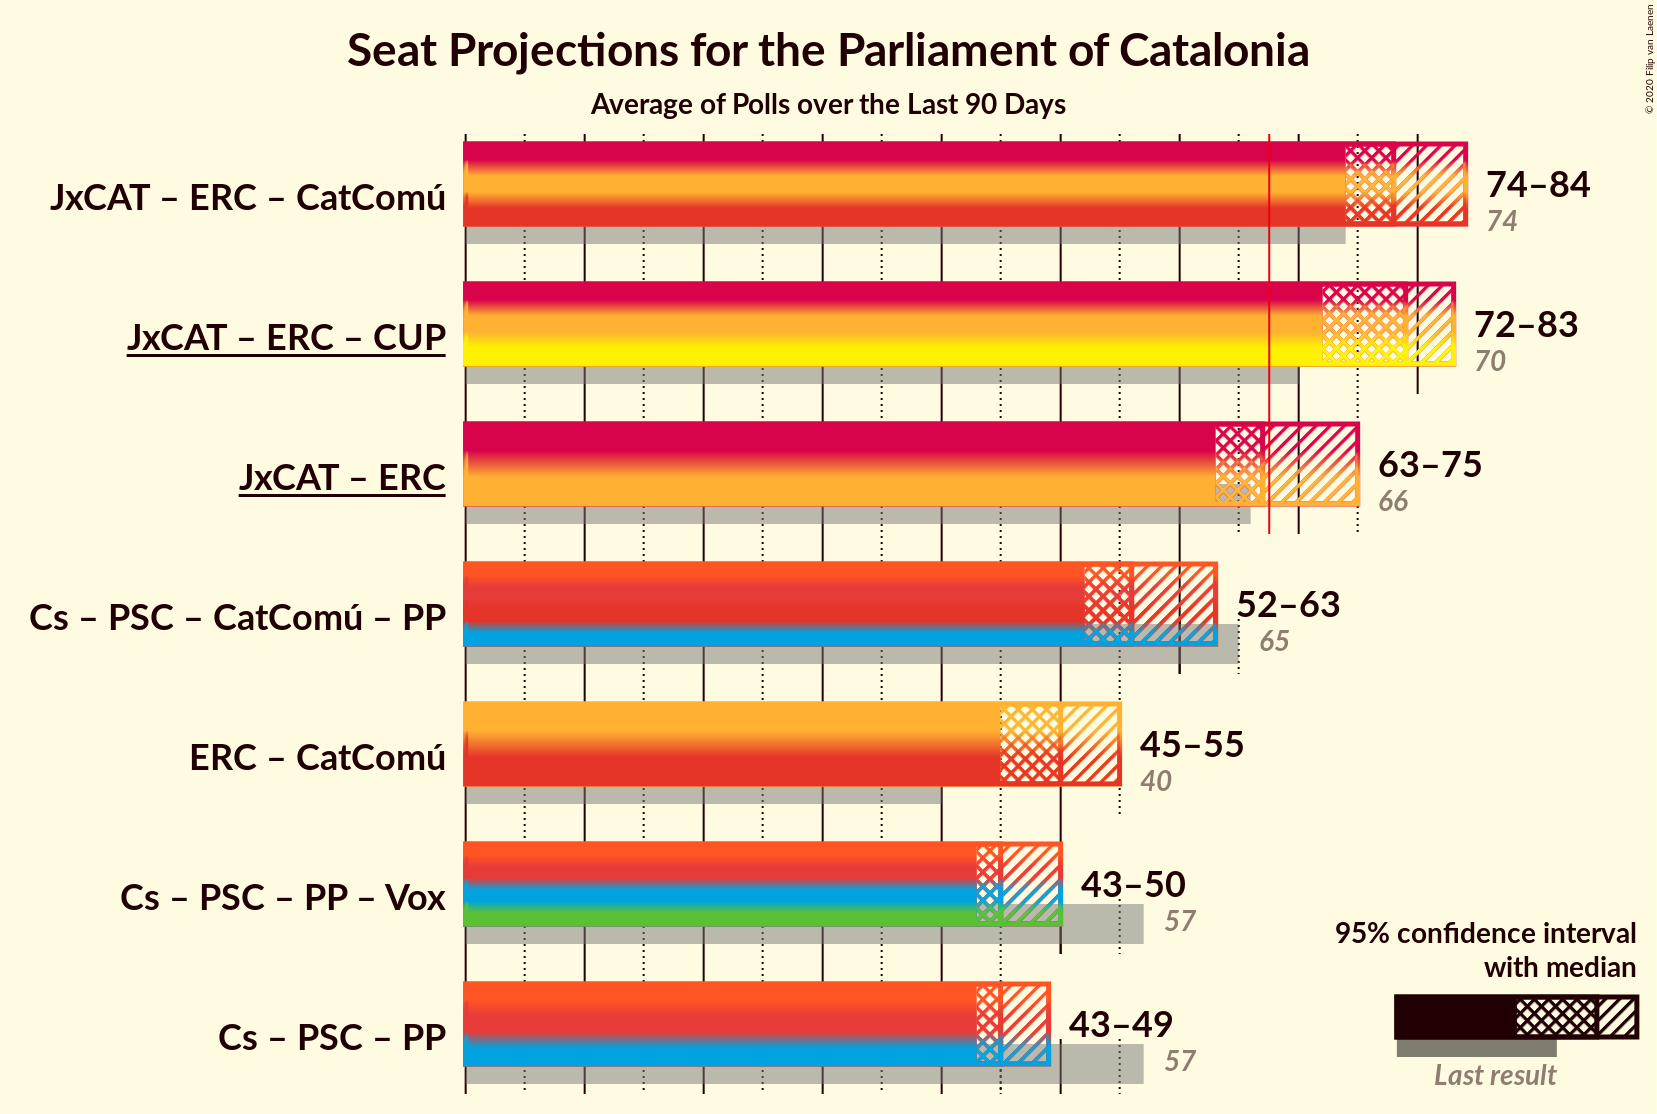 Seat Projections for the Parliament of Catalonia
Average of Polls over the Last 90 Days
© 2020 Filip van Laenen
JxCAT – ERC – CatComú
74–84
74
JxCAT – ERC – CUP
72–83
70
JxCAT – ERC
63–75
66
Cs – PSC – CatComú – PP
52–63
65
ERC – CatComú
45–55
40
Cs – PSC – PP – Vox
43–50
57
Cs – PSC – PP
43–49
57
95% confidence interval
with median
Last result